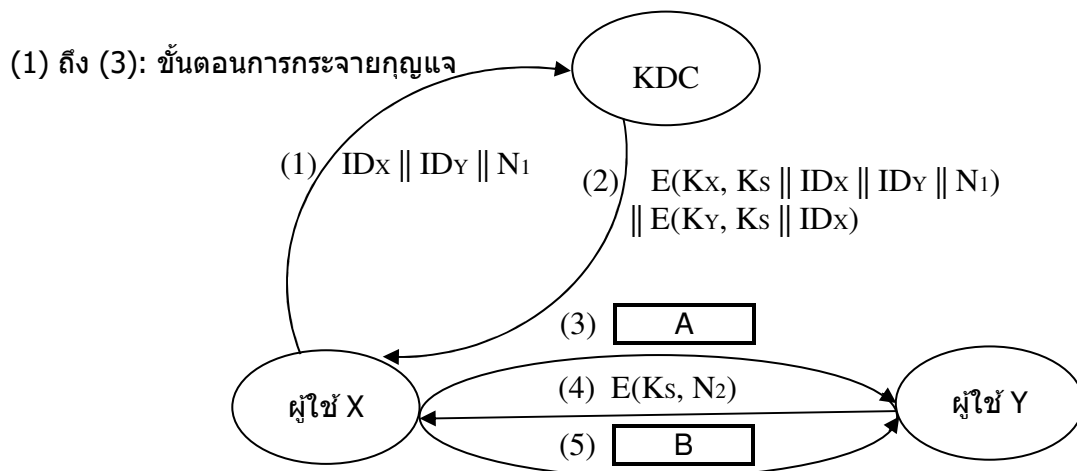 (1) ถึง (3): ขั้นตอนการกระจายกุญแจ
KDC
(1) IDX || IDY || N1
(2) E(KX, KS || IDX || IDY || N1)
|| E(KY, KS || IDX)
(3) A
(4) E(KS, N2)
ผู้ใช้ X
ผู้ใช้ Y
(5) B